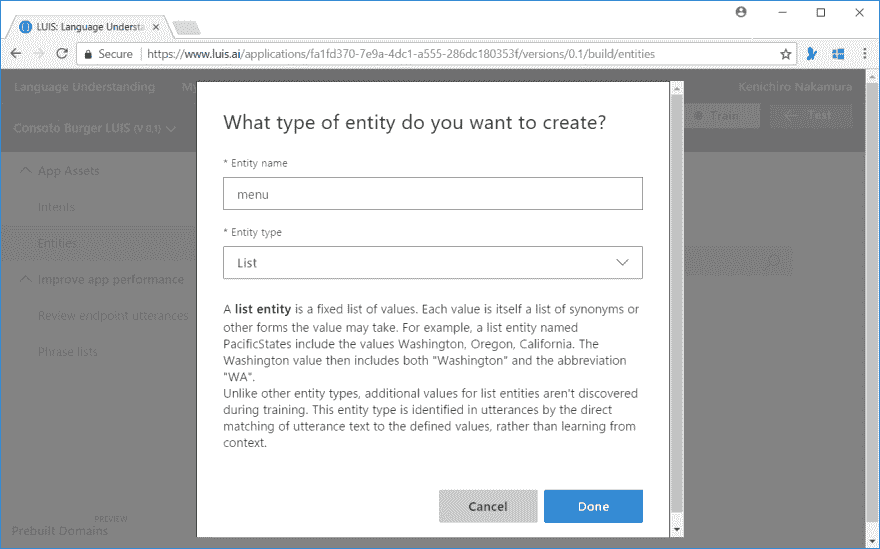 LUIS: Language Understa
Secure
https://www.luis.ai/applications/fa1fd370-7e9a-4dc1-a555-286dc180353f/versions/0.1/build/entities
Language Understanding
My
Kenichiro Nakamura
Consoto Burger LUIS (V 0.1)
Train
Test
App Assets
Intents
Entities
Improve app performance
Review endpoint utterances
Phrase lists
PREVIEW
Prebuilt Domains
What type of entity do you want to create?
* Entity name
menu
* Entity type
List
A list entity is a fixed list of values. Each value is itself a list of synonyms or
other forms the value may take. For example, a list entity named
PacificStates include the values Washington, Oregon, California. The
Washington value then includes both "Washington" and the abbreviation
"WA".
Unlike other entity types, additional values for list entities aren't discovered
during training. This entity type is identified in utterances by the direct
matching of utterance text to the defined values, rather than learning from
context.
Cancel
Done